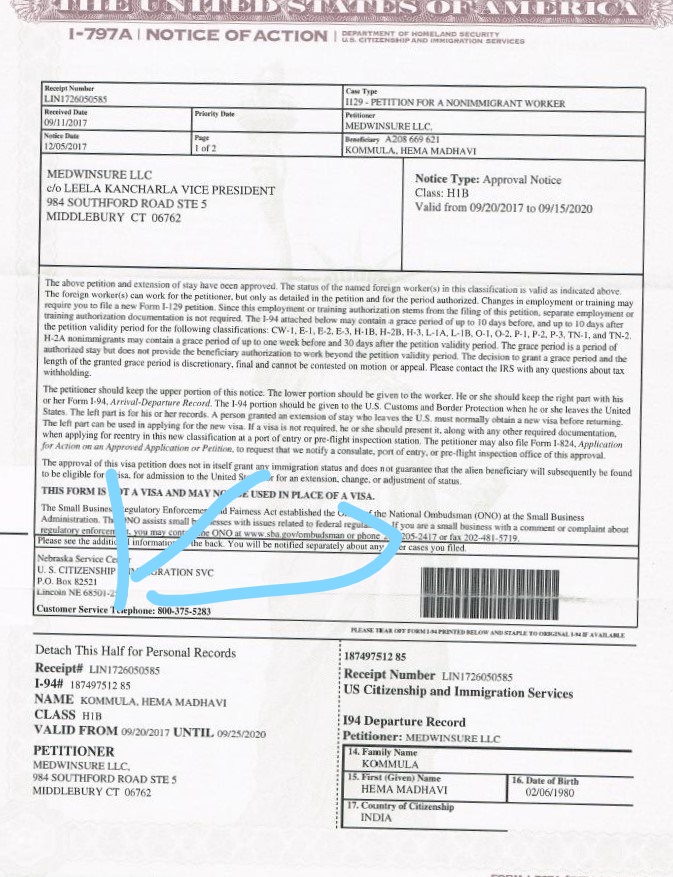 THE UNITED STATES OF AMERICA
I-797A | NOTICE OF ACTION | DEPARTMENT OF HOMELAND SECURITY
U.S. CITIZENSHIP AND IMMIGRATION SERVICES
Receipt Number
LIN1726050585
Case Type
I129 - PETITION FOR A NONIMMIGRANT WORKER
Received Date
09/11/2017
Priority Date
Petitioner
MEDWINSURE LLC,
Notice Date
12/05/2017
Page
1 of 2
Beneficiary A208 669 621
KOMMULA, HEMA MADHAVI
MEDWINSURE LLC
c/o LEELA KANCHARLA VICE PRESIDENT
984 SOUTHFORD ROAD STE 5
MIDDLEBURY CT 06762
Notice Type: Approval Notice
Class: H1B
Valid from 09/20/2017 to 09/15/2020
The above petition and extension of stay have been approved. The status of the named foreign worker(s) in this classification is valid as indicated above.
The foreign worker(s) can work for the petitioner, but only as detailed in the petition and for the period authorized. Changes in employment or training may
require you to file a new Form I-129 petition. Since this employment or training authorization stems from the filing of this petition, separate employment or
training authorization documentation is not required. The I-94 attached below may contain a grace period of up to 10 days before, and up to 10 days after
the petition validity period for the following classifications: CW-1, E-1, E-2, E-3, H-1B, H-2B, H-3, L-1A, L-1B, O-1, O-2, P-1, P-2, P-3, TN-1, and TN-2.
H-2A nonimmigrants may contain a grace period of up to one week before and 30 days after the petition validity period. The grace period is a period of
authorized stay but does not provide the beneficiary authorization to work beyond the petition validity period. The decision to grant a grace period and the
length of the granted grace period is discretionary, final and cannot be contested on motion or appeal. Please contact the IRS with any questions about tax
withholding.
The petitioner should keep the upper portion of this notice. The lower portion should be given to the worker. He or she should keep the right part with his
or her Form I-94, Arrival-Departure Record. The I-94 portion should be given to the U.S. Customs and Border Protection when he or she leaves the United
States. The left part is for his or her records. A person granted an extension of stay who leaves the U.S. must normally obtain a new visa before returning.
The left part can be used in applying for the new visa. If a visa is not required, he or she should present it, along with any other required documentation,
when applying for reentry in this new classification at a port of entry or pre-flight inspection station. The petitioner may also file Form I-824, Application
for Action on an Approved Application or Petition, to request that we notify a consulate, port of entry, or pre-flight inspection office of this approval.
The approval of this visa petition does not in itself grant any immigration status and does not guarantee that the alien beneficiary will subsequently be found
to be eligible for visa, for admission to the United St or for an extension, change, or adjustment of status.
THIS FORM IS NOT A VISA AND MAY NOT BE USED IN PLACE OF A VISA.
The Small Business Regulatory Enforcement and Fairness Act established the Office of the National Ombudsman (ONO) at the Small Business
Administration. The ONO assists small businesses with issues related to federal regulations. If you are a small business with a comment or complaint about
regulatory enforcement, you may contact the ONO at www.sba.gov/ombudsman or phone 205-2417 or fax 202-481-5719.
Please see the additional information on the back. You will be notified separately about any other cases you filed.
Nebraska Service Center
U. S. CITIZENSHIP IMMIGRATION SVC
P.O. Box 82521
Lincoln NE 68501-2
Customer Service Telephone: 800-375-5283
PLEASE TEAR OFF FORM I-94 PRINTED BELOW AND STAPLE TO ORIGINAL I-94 IF AVAILABLE
Detach This Half for Personal Records
Receipt# LIN1726050585
I-94# 187497512 85
NAME KOMMULA, HEMA MADHAVI
CLASS H1B
VALID FROM 09/20/2017 UNTIL 09/25/2020
PETITIONER
MEDWINSURE LLC,
984 SOUTHFORD ROAD STE 5
MIDDLEBURY CT 06762
187497512 85
Receipt Number LIN1726050585
US Citizenship and Immigration Services
I94 Departure Record
Petitioner: MEDWINSURE LLC
14. Family Name
KOMMULA
15. First (Given) Name
HEMA MADHAVI
16. Date of Birth
02/06/1980
17. Country of Citizenship
INDIA